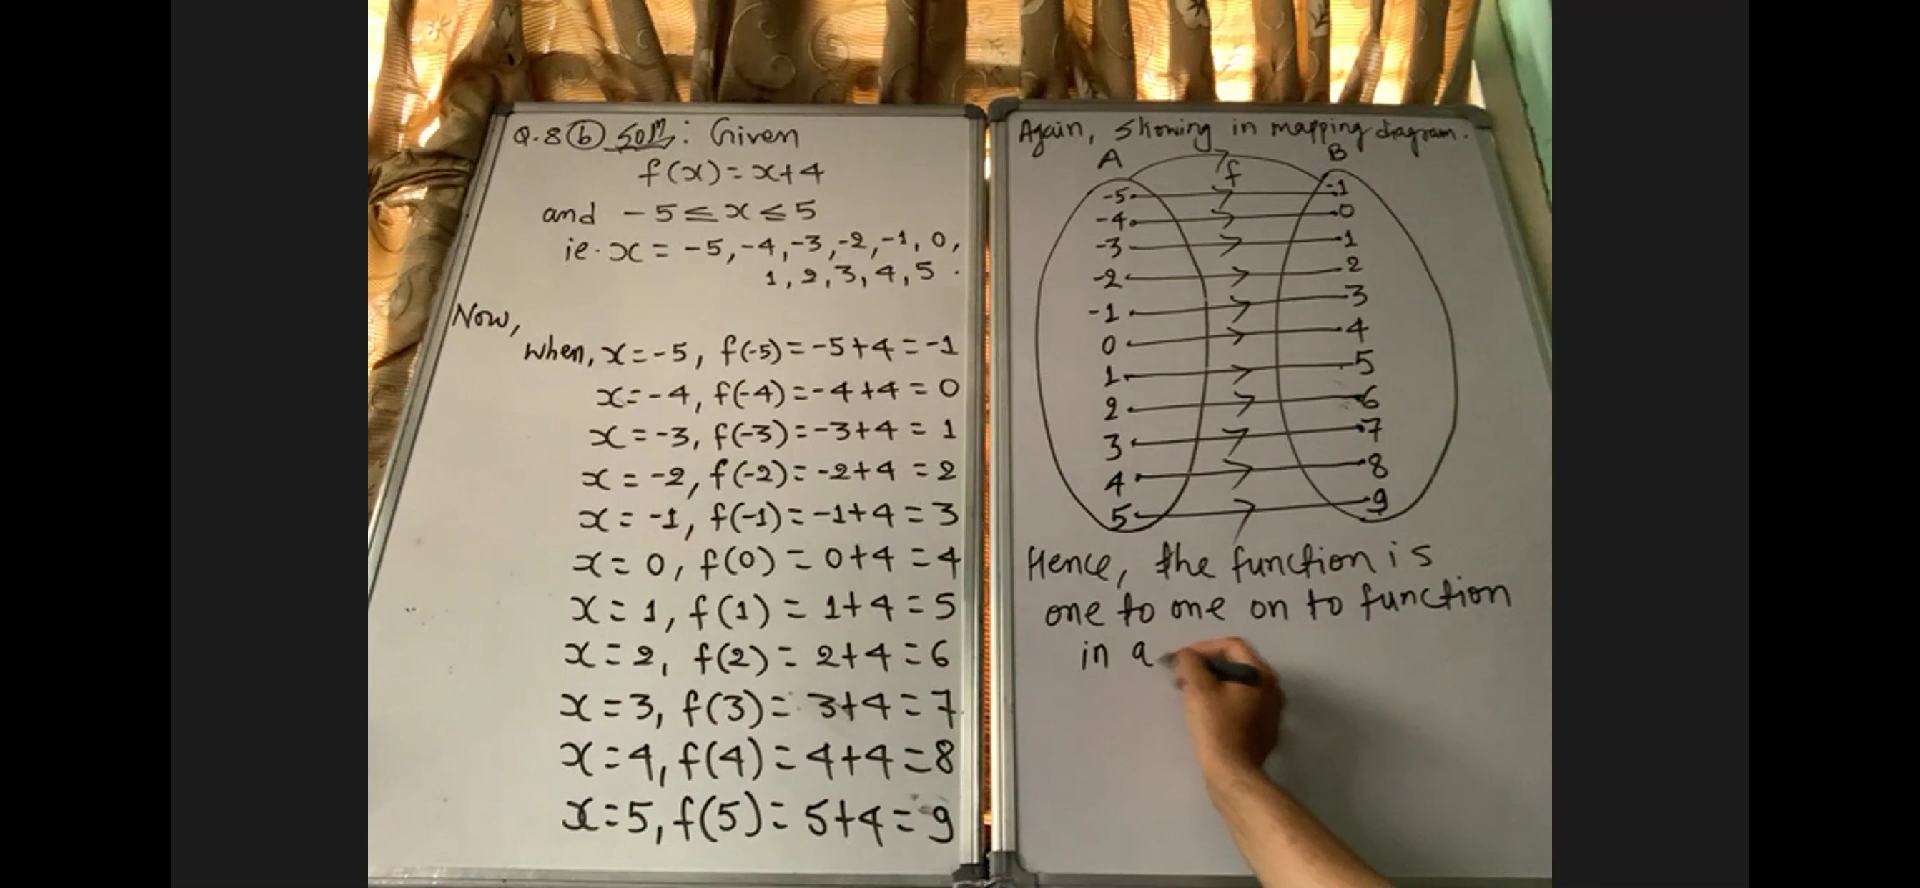 Q.8 (b) Solⁿ: Given
f(x) = x+4
and -5 ≤ x ≤ 5
ie. x = -5, -4, -3, -2, -1, 0,
1, 2, 3, 4, 5.
Now,
when, x = -5, f(-5) = -5+4 = -1
x = -4, f(-4) = -4+4 = 0
x = -3, f(-3) = -3+4 = 1
x = -2, f(-2) = -2+4 = 2
x = -1, f(-1) = -1+4 = 3
x = 0, f(0) = 0+4 = 4
x = 1, f(1) = 1+4 = 5
x = 2, f(2) = 2+4 = 6
x = 3, f(3) = 3+4 = 7
x = 4, f(4) = 4+4 = 8
x = 5, f(5) = 5+4 = 9
Again, Showing in mapping diagram.
A f B
-5 -1
-4 0
-3 1
-2 2
-1 3
0 4
1 5
2 6
3 7
4 8
5 9
Hence, the function is
one to one on to function
in a